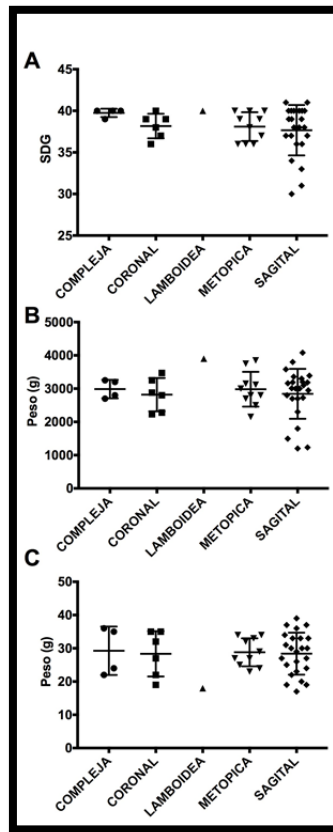 A
45
40
35
30
25
SDG
COMPLEJA
CORONAL
LAMBOIDEA
METOPICA
SAGITAL
B
5000
4000
3000
2000
1000
0
Peso (g)
COMPLEJA
CORONAL
LAMBOIDEA
METOPICA
SAGITAL
C
50
40
30
20
10
0
Peso (g)
COMPLEJA
CORONAL
LAMBOIDEA
METOPICA
SAGITAL